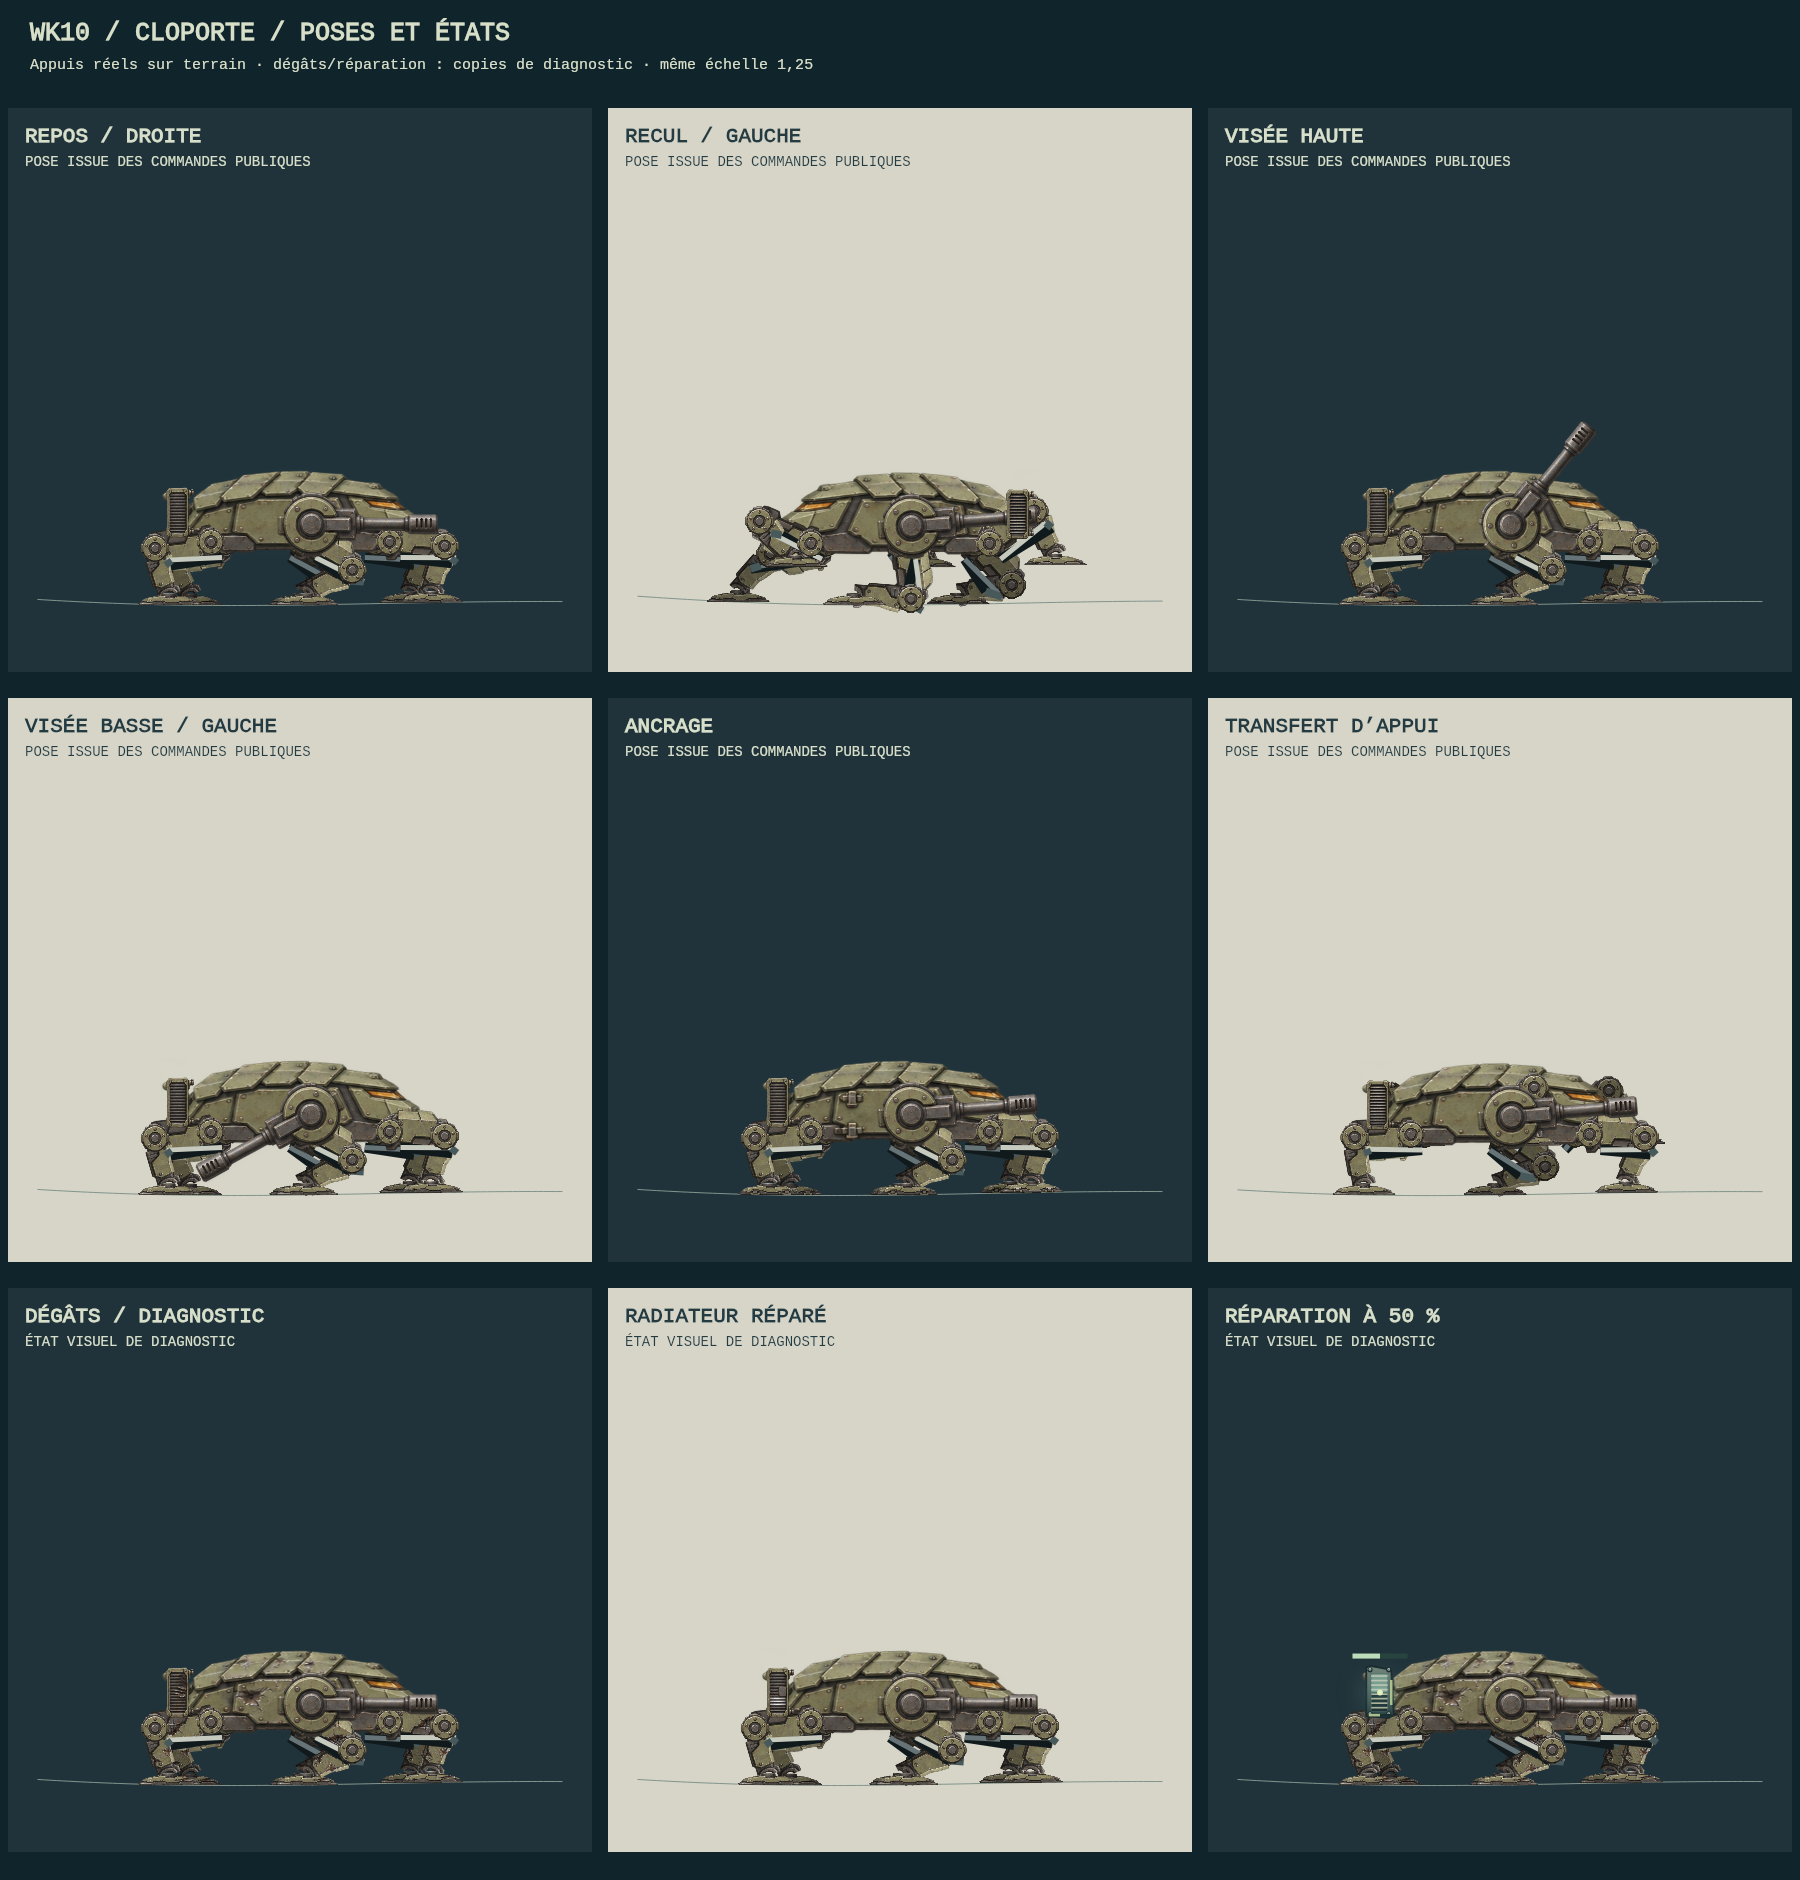 WK10 / CLOPORTE / POSES ET ÉTATS
Appuis réels sur terrain · dégâts/réparation : copies de diagnostic · même échelle 1,25
REPOS / DROITE
POSE ISSUE DES COMMANDES PUBLIQUES
RECUL / GAUCHE
POSE ISSUE DES COMMANDES PUBLIQUES
VISÉE HAUTE
POSE ISSUE DES COMMANDES PUBLIQUES
VISÉE BASSE / GAUCHE
POSE ISSUE DES COMMANDES PUBLIQUES
ANCRAGE
POSE ISSUE DES COMMANDES PUBLIQUES
TRANSFERT D’APPUI
POSE ISSUE DES COMMANDES PUBLIQUES
DÉGÂTS / DIAGNOSTIC
ÉTAT VISUEL DE DIAGNOSTIC
RADIATEUR RÉPARÉ
ÉTAT VISUEL DE DIAGNOSTIC
RÉPARATION À 50 %
ÉTAT VISUEL DE DIAGNOSTIC